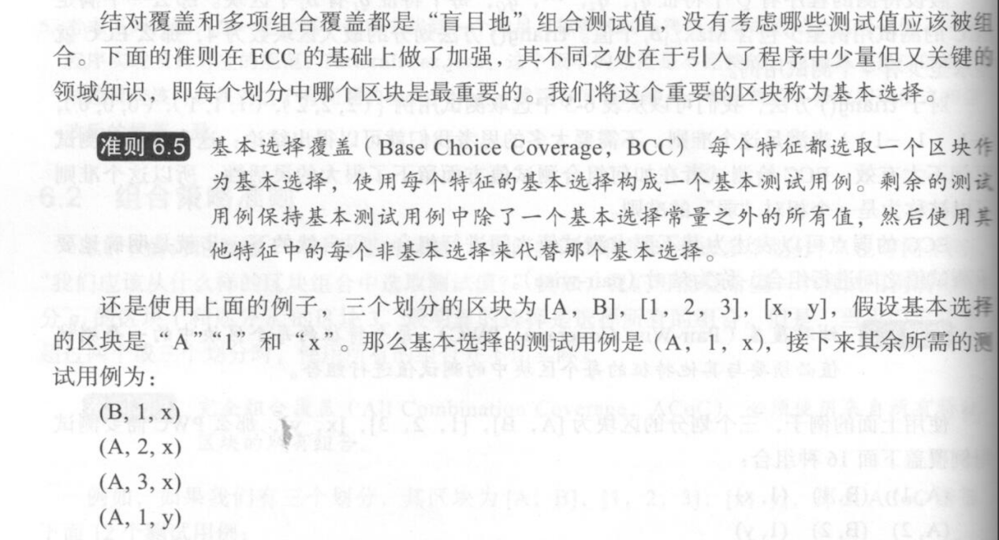 结对覆盖和多项组合覆盖都是“盲目地”组合测试值，没有考虑哪些测试值应该被组
合。下面的准则在 ECC 的基础上做了加强，其不同之处在于引入了程序中少量但又关键的
领域知识，即每个划分中哪个区块是最重要的。我们将这个重要的区块称为基本选择。
准则 6.5 基本选择覆盖（Base Choice Coverage，BCC） 每个特征都选取一个区块作
为基本选择，使用每个特征的基本选择构成一个基本测试用例。剩余的测试
用例保持基本测试用例中除了一个基本选择常量之外的所有值，然后使用其
他特征中的每个非基本选择来代替那个基本选择。
还是使用上面的例子，三个划分的区块为 [A，B]，[1，2，3]，[x，y]，假设基本选择
的区块是“A”“1”和“x”。那么基本选择的测试用例是（A，1，x），接下来其余所需的测
试用例为：
(B, 1, x)
(A, 2, x)
(A, 3, x)
(A, 1, y)